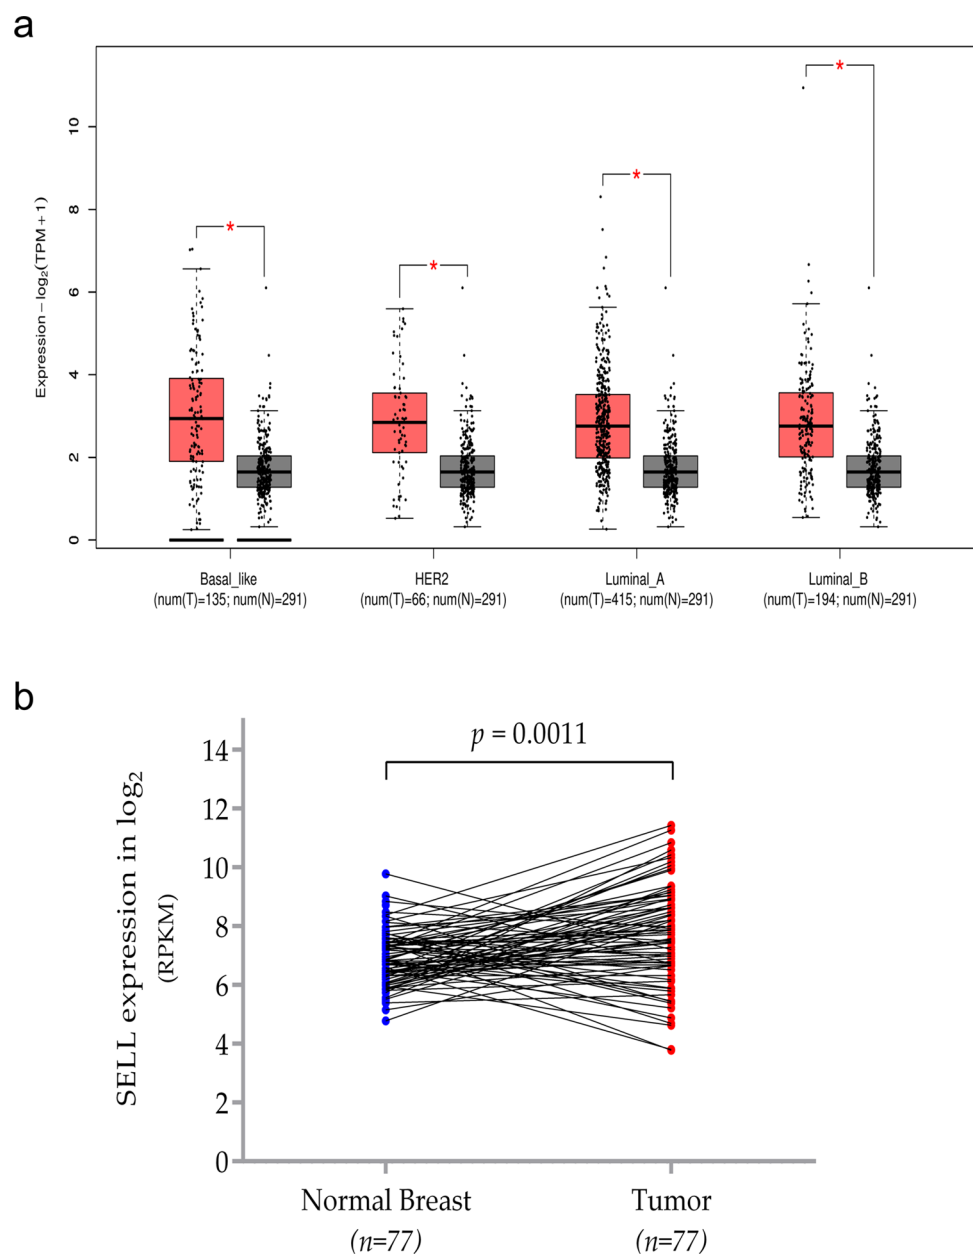 a
Expression−log2(TPM+1)
10
8
6
4
2
0
*
*
*
*
Basal_like
(num(T)=135; num(N)=291)
HER2
(num(T)=66; num(N)=291)
Luminal_A
(num(T)=415; num(N)=291)
Luminal_B
(num(T)=194; num(N)=291)
b
SELL expression in log2
(RPKM)
14
12
10
8
6
4
2
0
p = 0.0011
Normal Breast
(n=77)
Tumor
(n=77)